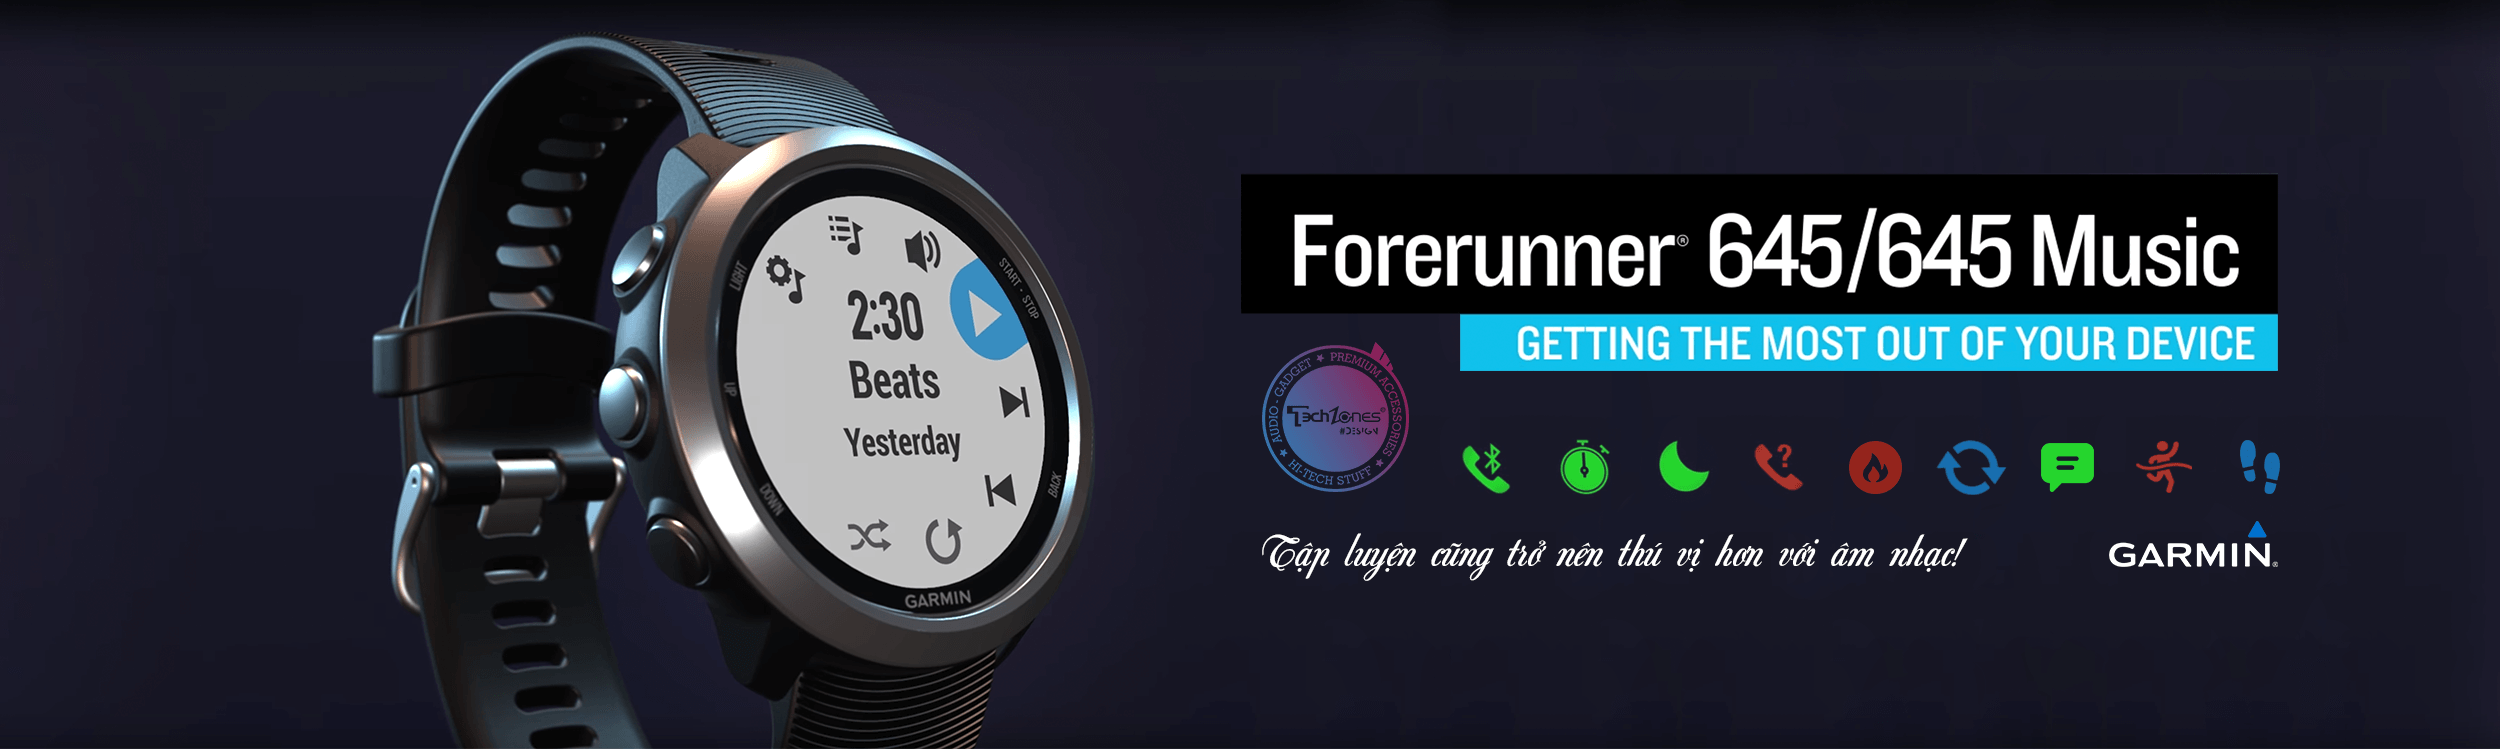 LIGHT
UP
DOWN
START · STOP
BACK
2:30
Beats
Yesterday
GARMIN
Forerunner® 645/645 Music
GETTING THE MOST OUT OF YOUR DEVICE
AUDIO - GADGET ★ PREMIUM ACCESSORIES ★ HI-TECH STUFF ★
TechZones®
#DESIGN
?
Tập luyện cũng trở nên thú vị hơn với âm nhạc!
GARMIN®